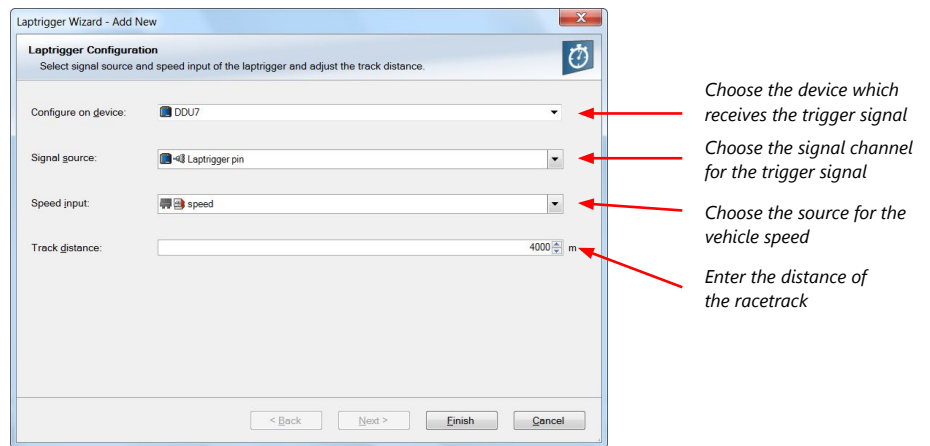 Laptrigger Wizard - Add New
Laptrigger Configuration
Select signal source and speed input of the laptrigger and adjust the track distance.
Configure on device:
DDU7
Signal source:
Laptrigger pin
Speed input:
speed
Track distance:
4000 m
< Back
Next >
Finish
Cancel
Choose the device which
receives the trigger signal
Choose the signal channel
for the trigger signal
Choose the source for the
vehicle speed
Enter the distance of
the racetrack